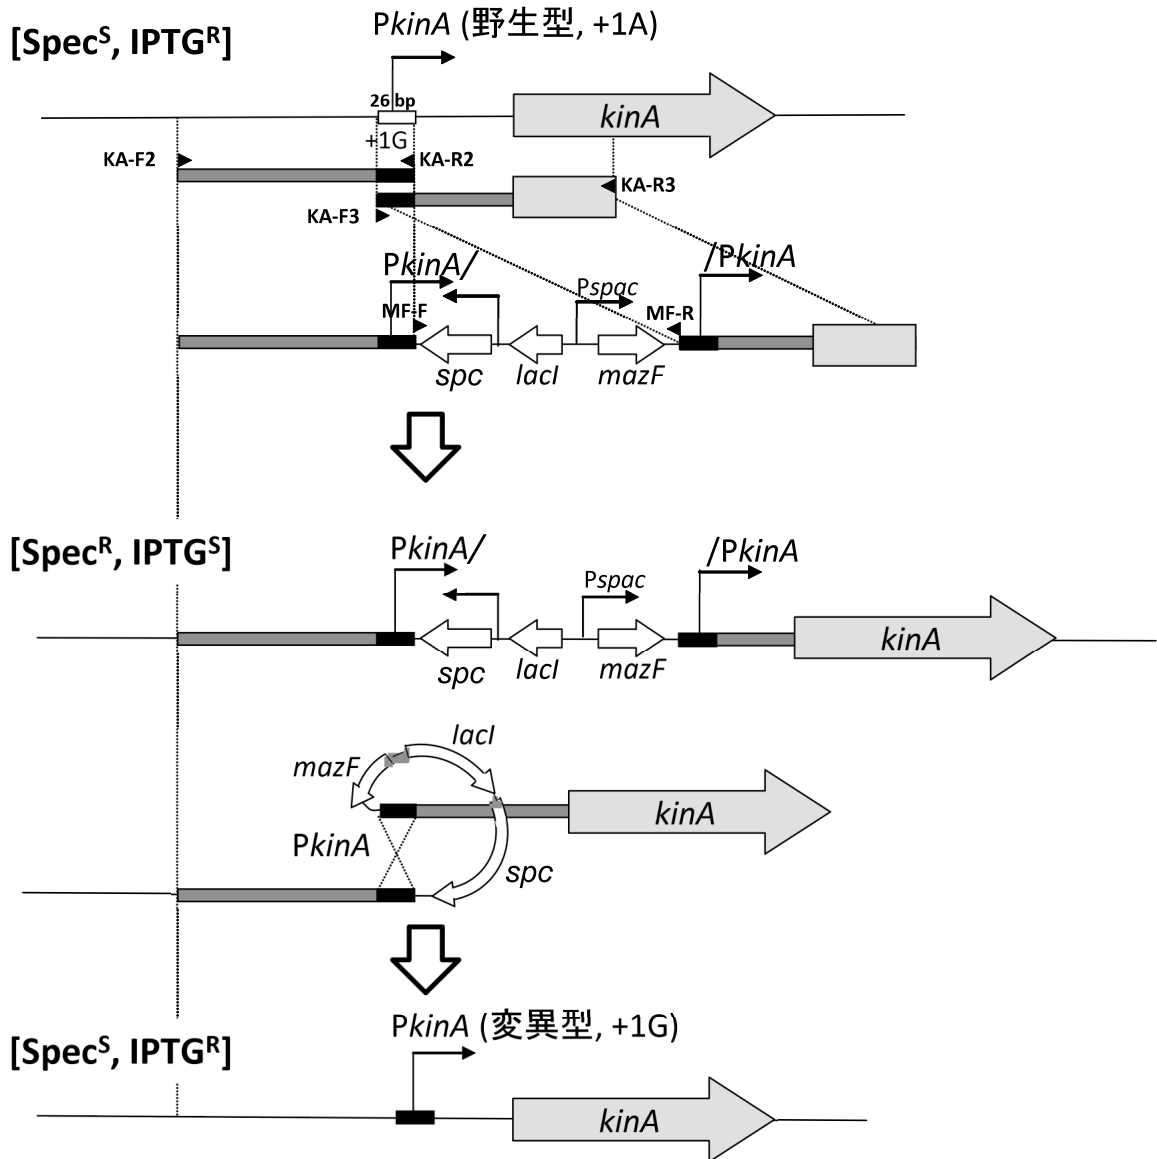 PkinA (野生型, +1A)
[Spec^S, IPTG^R]
26 bp
kinA
+1G
KA-F2
KA-R2
KA-R3
KA-F3
PkinA/
/PkinA
Pspac
MF-F
MF-R
spc
lacI
mazF
[Spec^R, IPTG^S]
PkinA/
/PkinA
Pspac
kinA
spc
lacI
mazF
lacI
mazF
kinA
PkinA
spc
PkinA (変異型, +1G)
[Spec^S, IPTG^R]
kinA